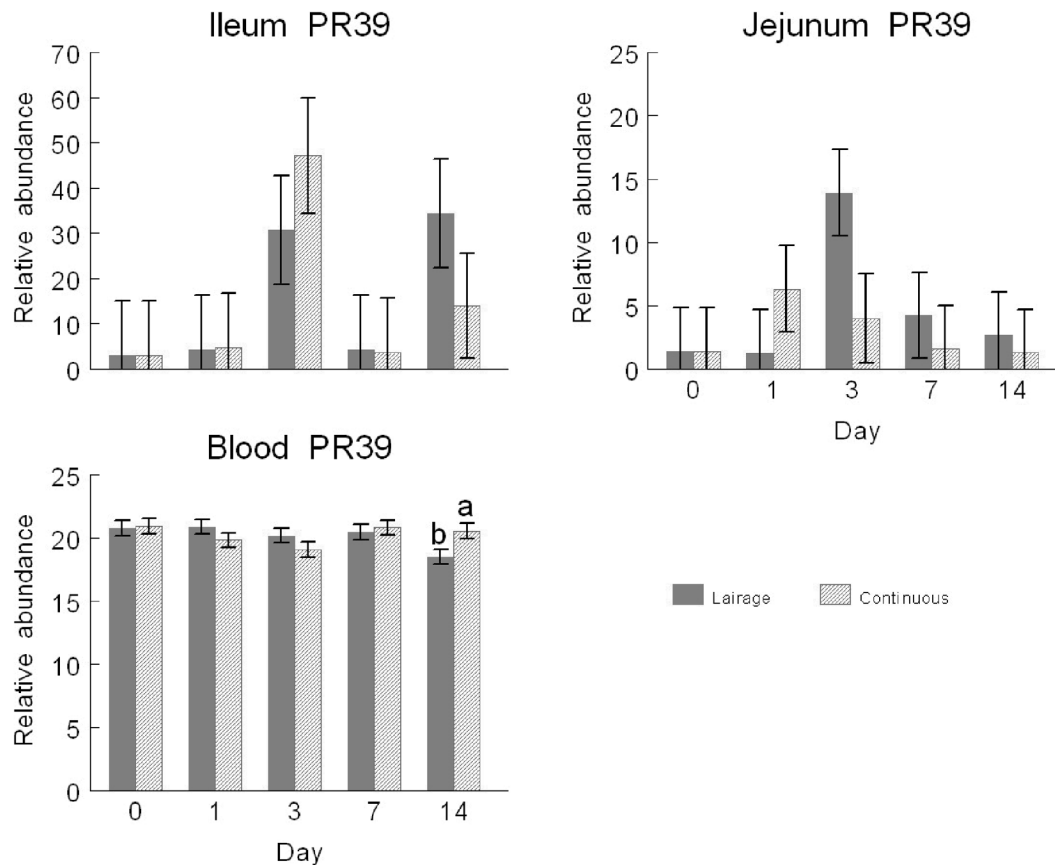 Ileum PR39
Relative abundance
70
60
50
40
30
20
10
0
Jejunum PR39
Relative abundance
25
20
15
10
5
0
0 1 3 7 14
Day
Blood PR39
Relative abundance
25
20
15
10
5
0
b a
0 1 3 7 14
Day
Lairage Continuous